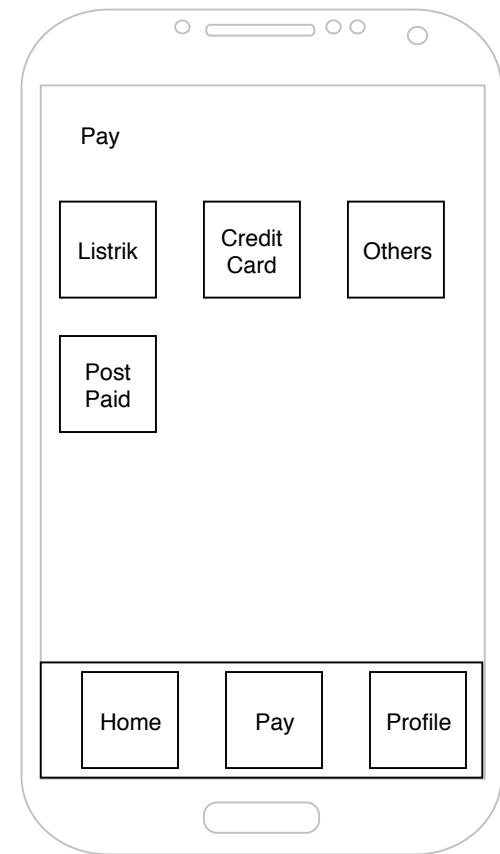 Pay
Listrik
Credit
Card
Others
Post
Paid
Home
Pay
Profile